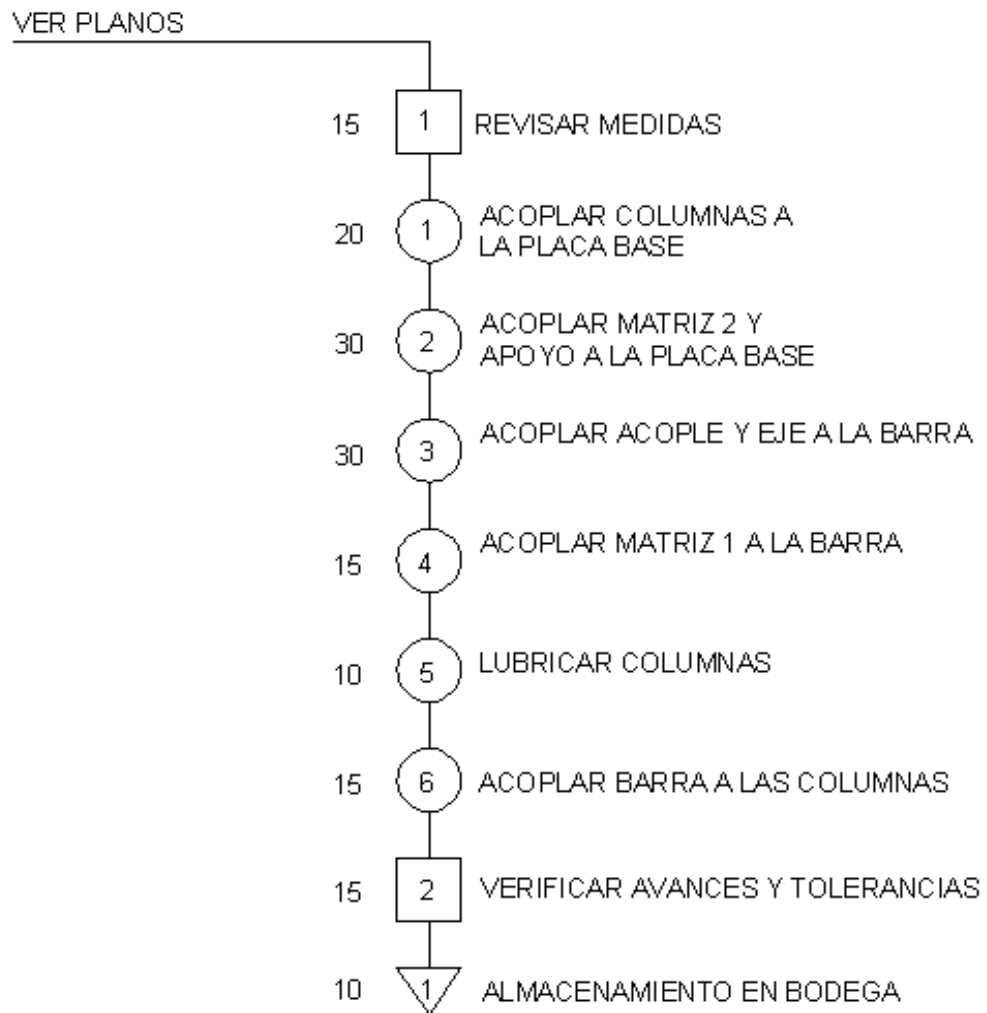 VER PLANOS
15 1 REVISAR MEDIDAS
20 1 ACOPLAR COLUMNAS A
LA PLACA BASE
30 2 ACOPLAR MATRIZ 2 Y
APOYO A LA PLACA BASE
30 3 ACOPLAR ACOPLE Y EJE A LA BARRA
15 4 ACOPLAR MATRIZ 1 A LA BARRA
10 5 LUBRICAR COLUMNAS
15 6 ACOPLAR BARRA A LAS COLUMNAS
15 2 VERIFICAR AVANCES Y TOLERANCIAS
10 1 ALMACENAMIENTO EN BODEGA